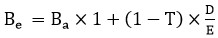 Bₑ = Bₐ × 1 + (1 − T) × D/E